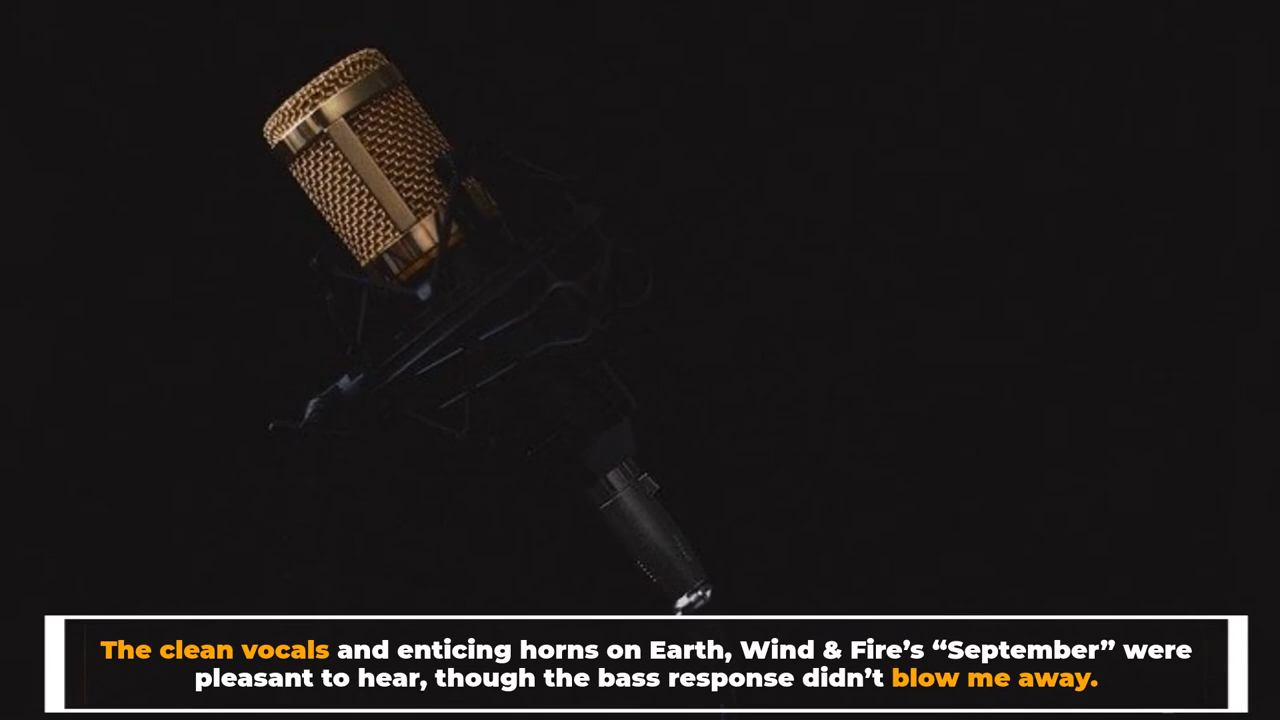 The clean vocals and enticing horns on Earth, Wind & Fire’s “September” were
pleasant to hear, though the bass response didn’t blow me away.